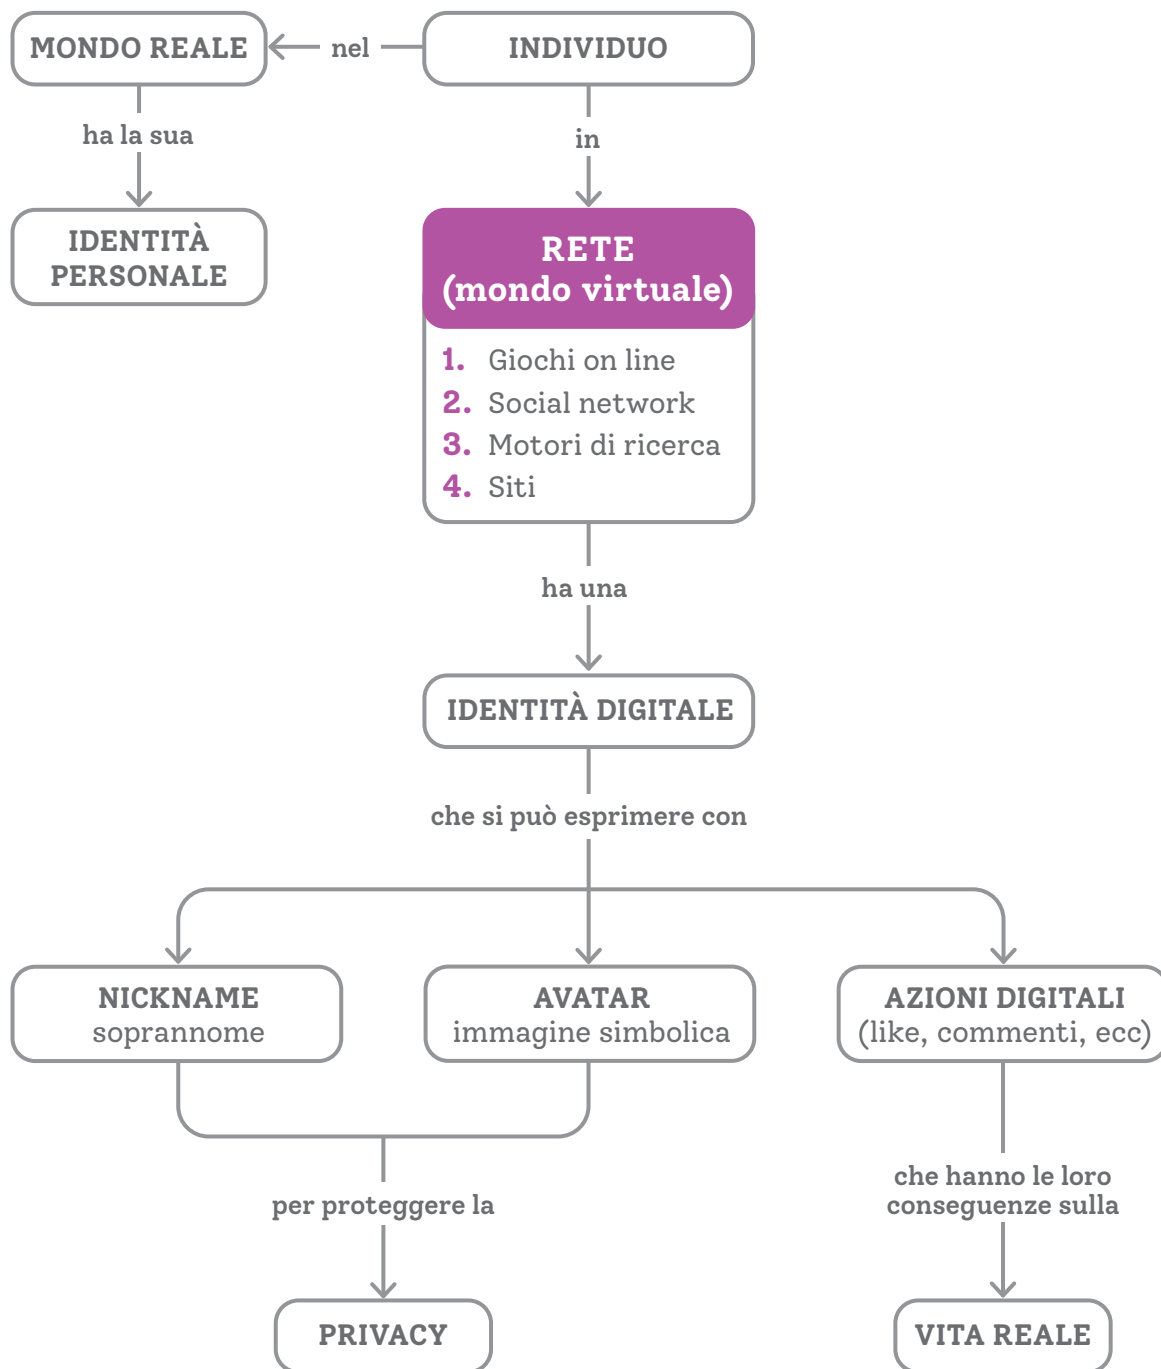 MONDO REALE
nel
INDIVIDUO
ha la sua
in
IDENTITÀ
PERSONALE
RETE
(mondo virtuale)
1. Giochi on line
2. Social network
3. Motori di ricerca
4. Siti
ha una
IDENTITÀ DIGITALE
che si può esprimere con
NICKNAME
soprannome
AVATAR
immagine simbolica
AZIONI DIGITALI
(like, commenti, ecc)
per proteggere la
che hanno le loro
conseguenze sulla
PRIVACY
VITA REALE